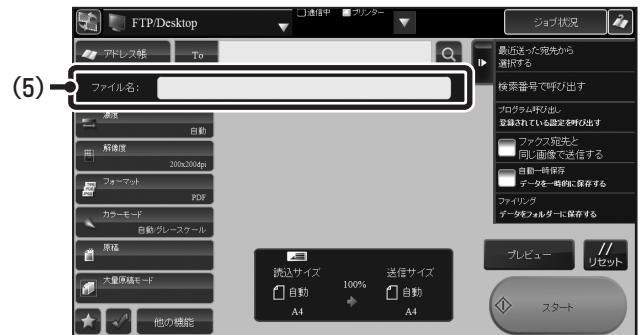 FTP/Desktop
通信中 プリンター
ジョブ状況
アドレス帳 To
最近送った宛先から
選択する
(5)
ファイル名:
検索番号で呼び出す
プログラム呼び出し
登録されている設定を呼び出す
濃度
自動
ファクス宛先と
同じ画像で送信する
解像度
200x200dpi
自動一時保存
データを一時的に保存する
フォーマット
PDF
ファイリング
データをフォルダーに保存する
カラーモード
自動/グレースケール
原稿
プレビュー
リセット
読込サイズ
送信サイズ
100%
自動
自動
A4
A4
大量原稿モード
スタート
他の機能